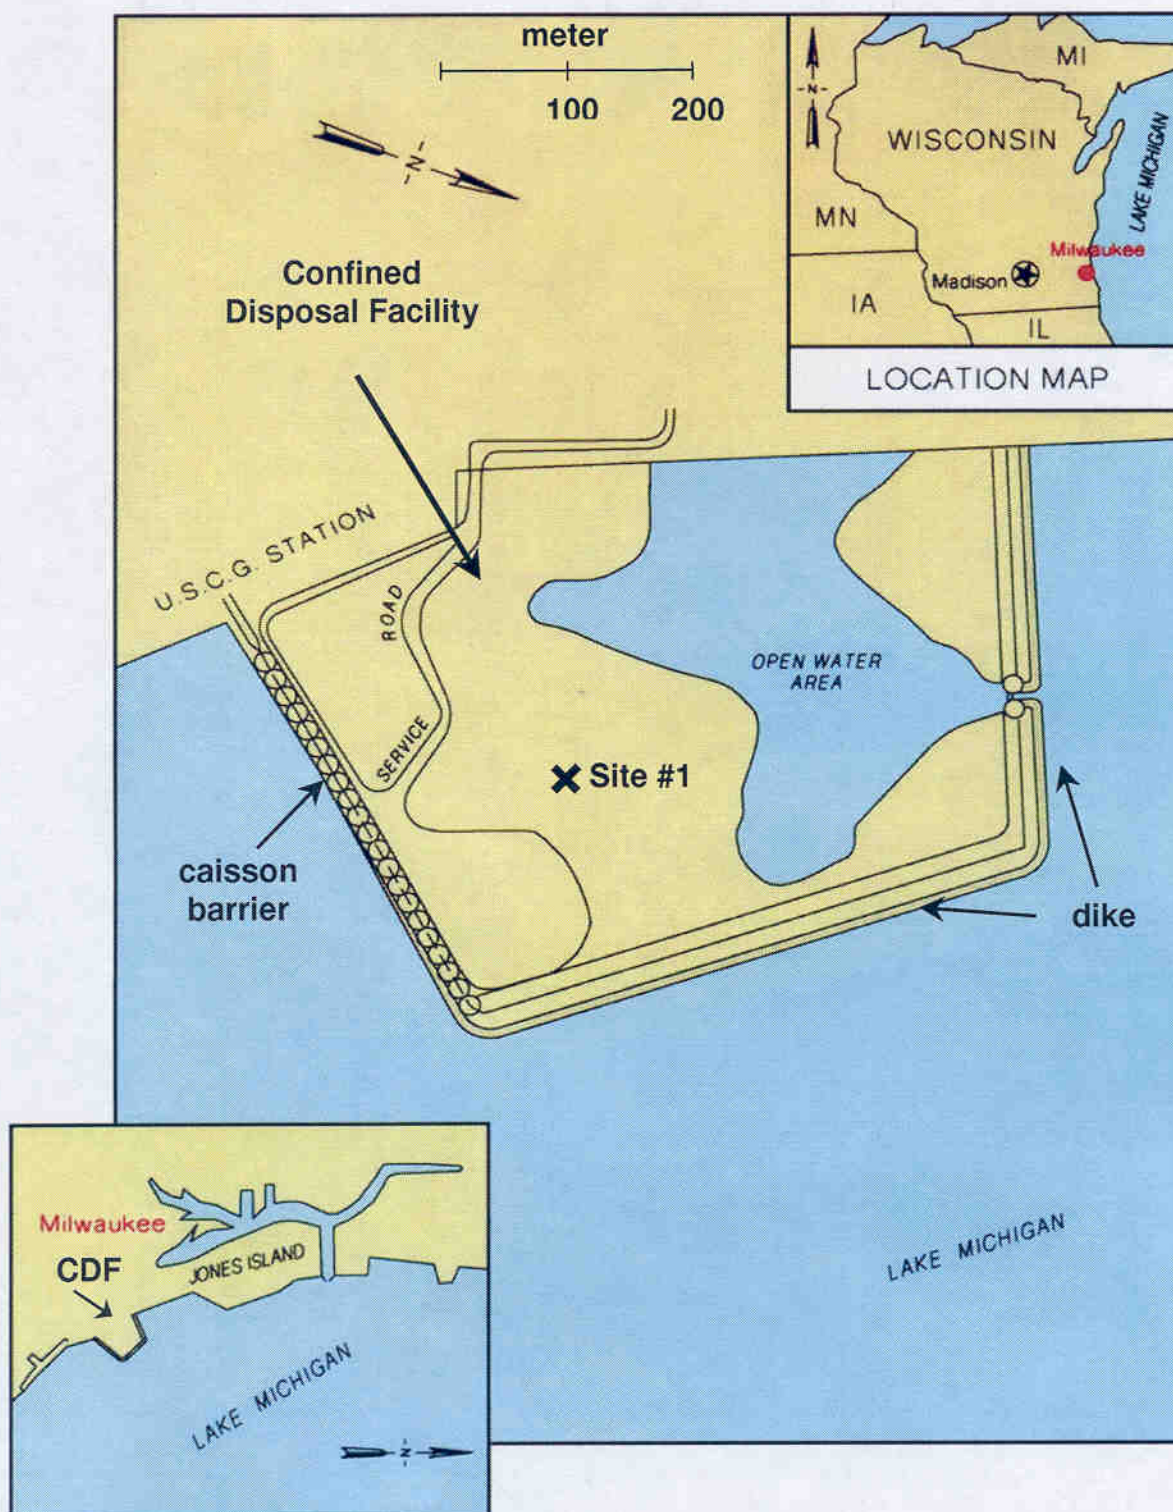 meter
100 200
-N-
Confined
Disposal Facility
-N-
MI
WISCONSIN
LAKE MICHIGAN
MN
Milwaukee
Madison
IA
IL
LOCATION MAP
U.S.C.G. STATION
ROAD
SERVICE
OPEN WATER
AREA
Site #1
caisson
barrier
dike
LAKE MICHIGAN
Milwaukee
CDF
JONES ISLAND
LAKE MICHIGAN
-N-